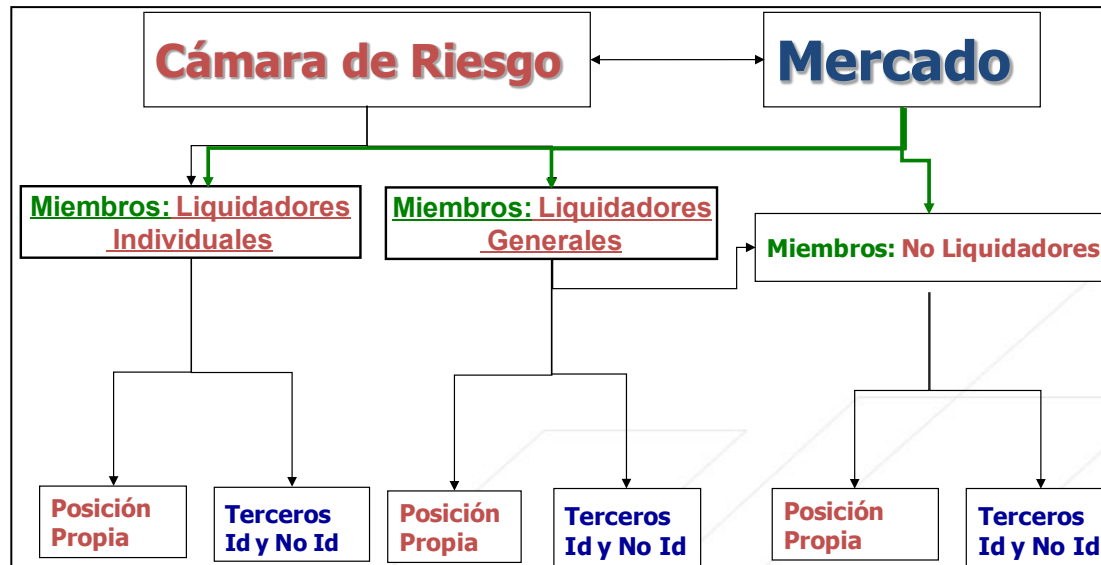 Cámara de Riesgo
Mercado
Miembros: Liquidadores
Individuales
Miembros: Liquidadores
Generales
Miembros: No Liquidadores
Posición
Propia
Terceros
Id y No Id
Posición
Propia
Terceros
Id y No Id
Posición
Propia
Terceros
Id y No Id